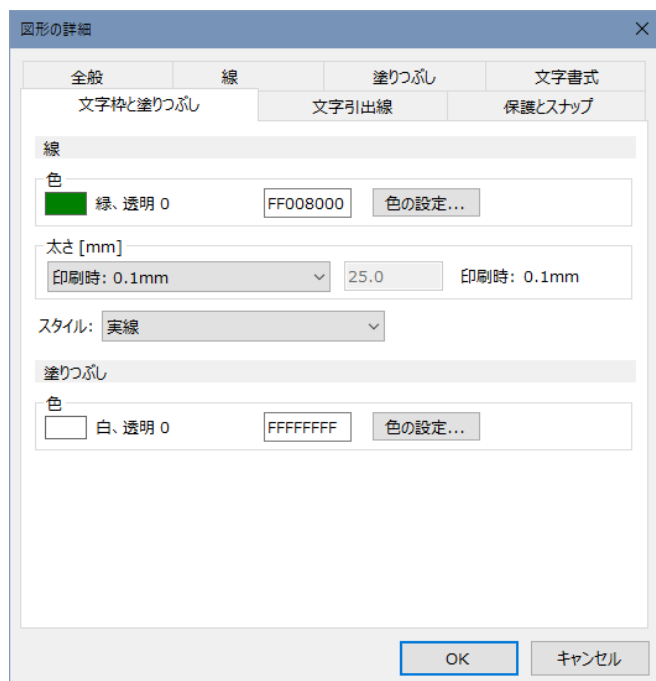 図形の詳細
全般 線 塗りつぶし 文字書式
文字枠と塗りつぶし 文字引出線 保護とスナップ
線
色
緑、透明 0 FF008000 色の設定...
太さ [mm]
印刷時: 0.1mm 25.0 印刷時: 0.1mm
スタイル: 実線
塗りつぶし
色
白、透明 0 FFFFFFFF 色の設定...
OK キャンセル